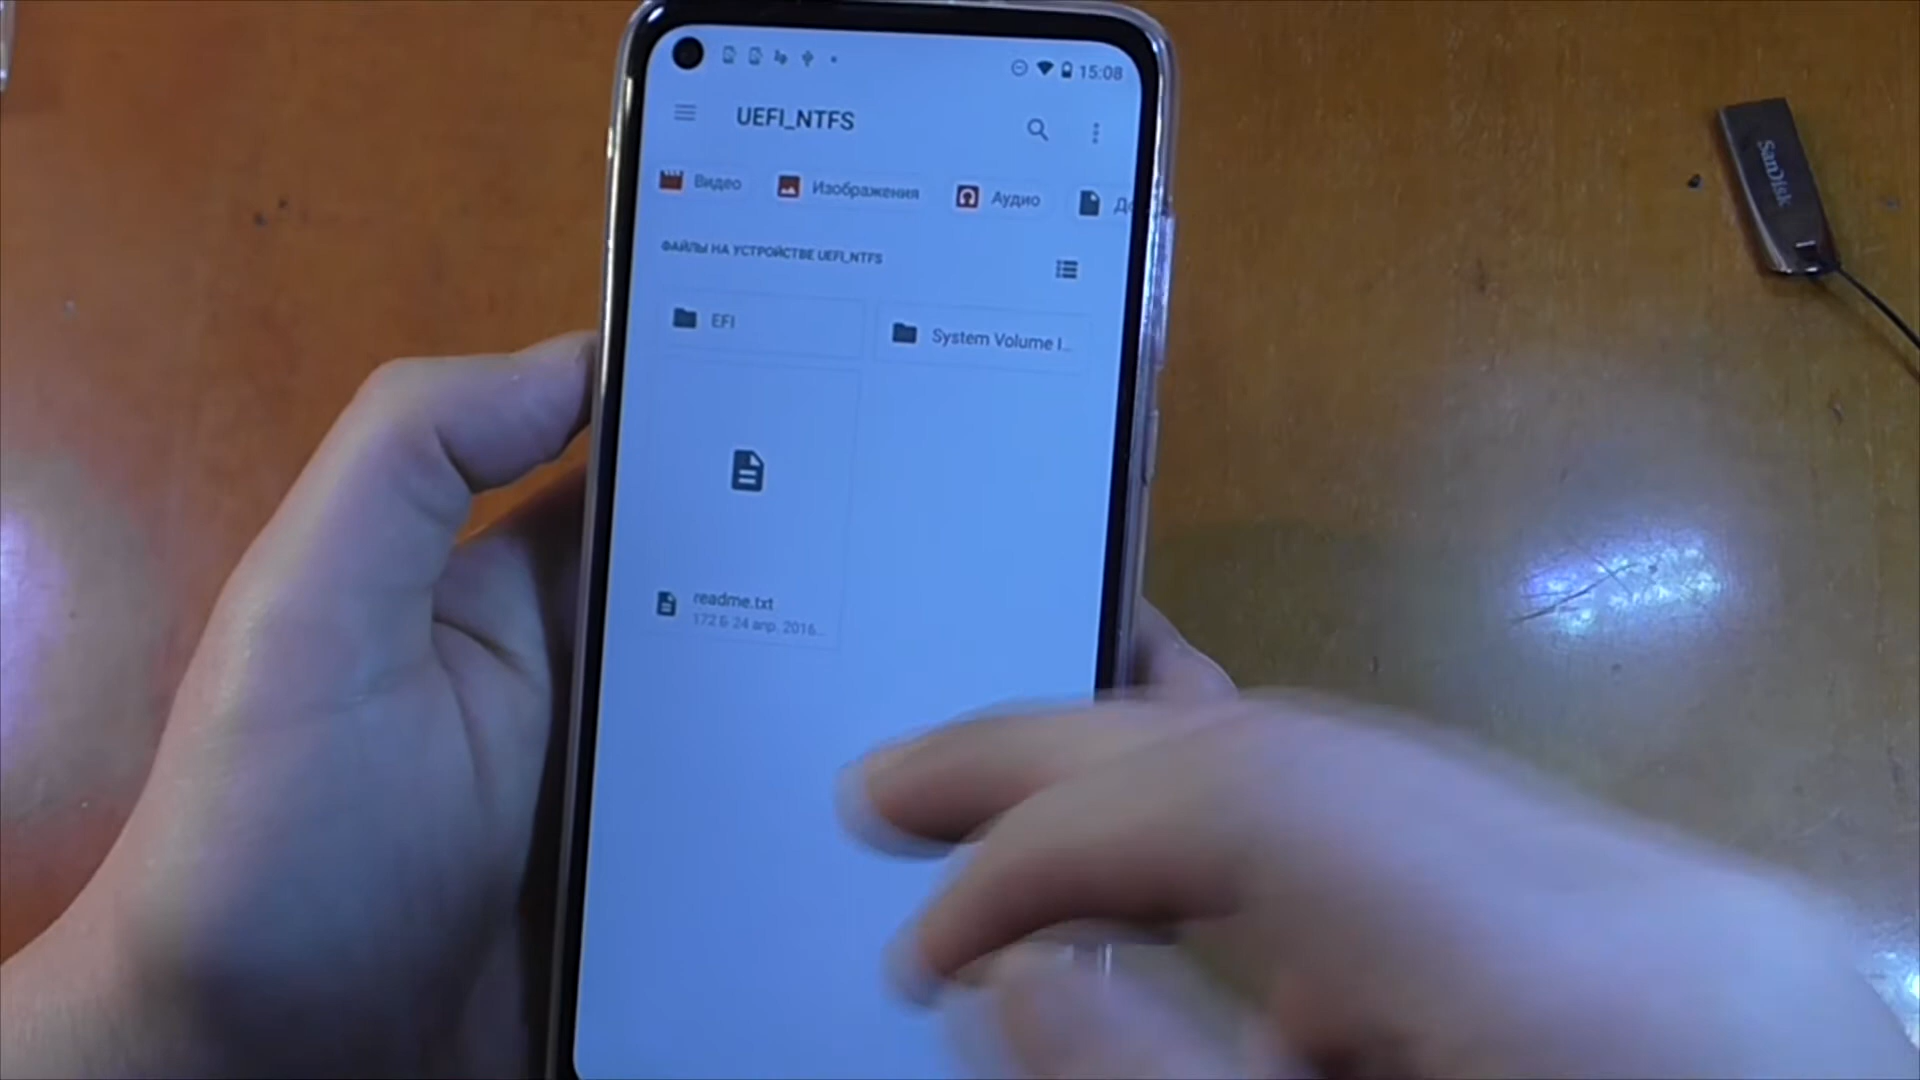 15:08
UEFI_NTFS
Видео Изображения Аудио До
ФАЙЛЫ НА УСТРОЙСТВЕ UEFI_NTFS
EFI System Volume I...
readme.txt
172 Б 24 апр. 2016...
SanDisk